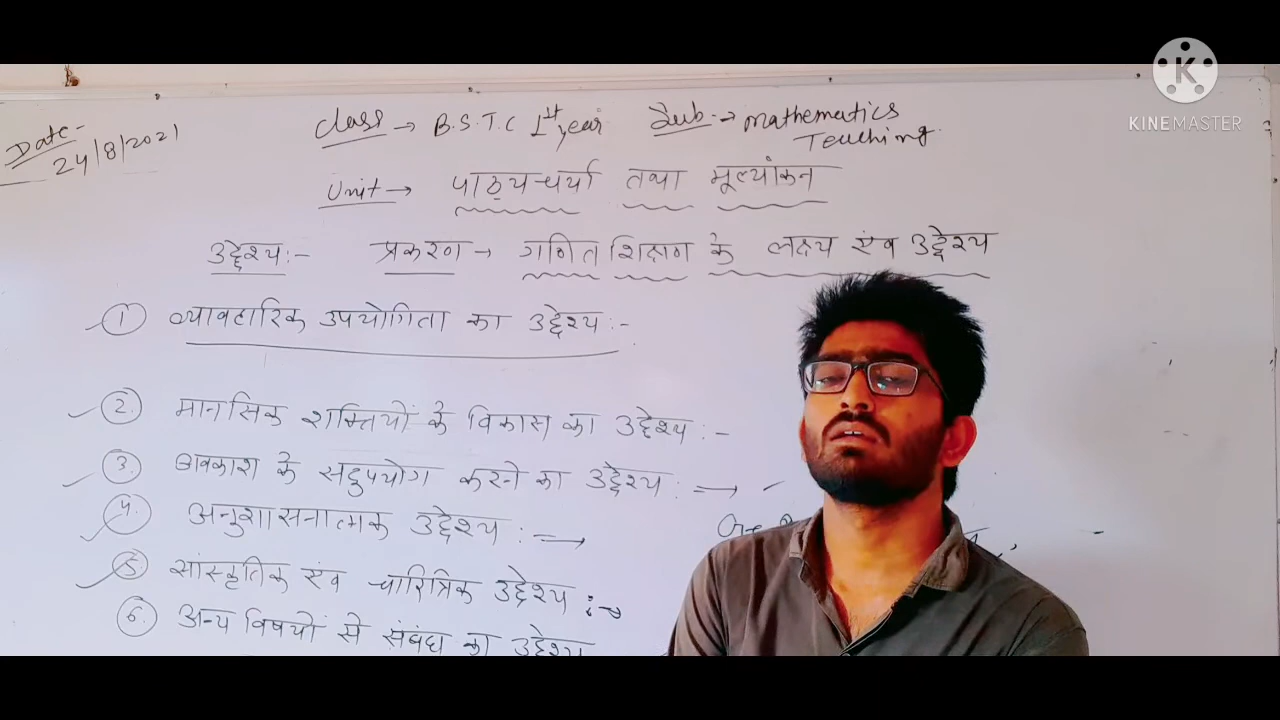 KINEMASTER
Date-
24/8/2021
class → B.S.T.C 1st year Sub → mathematics
Teaching
Unit → पाठ्यचर्या तथा मूल्यांकन
उद्देश्य :- प्रकरण → गणित शिक्षण के लक्ष्य एंव उद्देश्य
① व्यावहारिक उपयोगिता का उद्देश्य :-
② मानसिक शक्तियों के विकास का उद्देश्य :-
③ अवकाश के सदुपयोग करने का उद्देश्य : →
④ अनुशासनात्मक उद्देश्य : →
⑤ सांस्कृतिक एंव चारित्रिक उद्देश्य : →
⑥ अन्य विषयों से संबंध का उद्देश्य